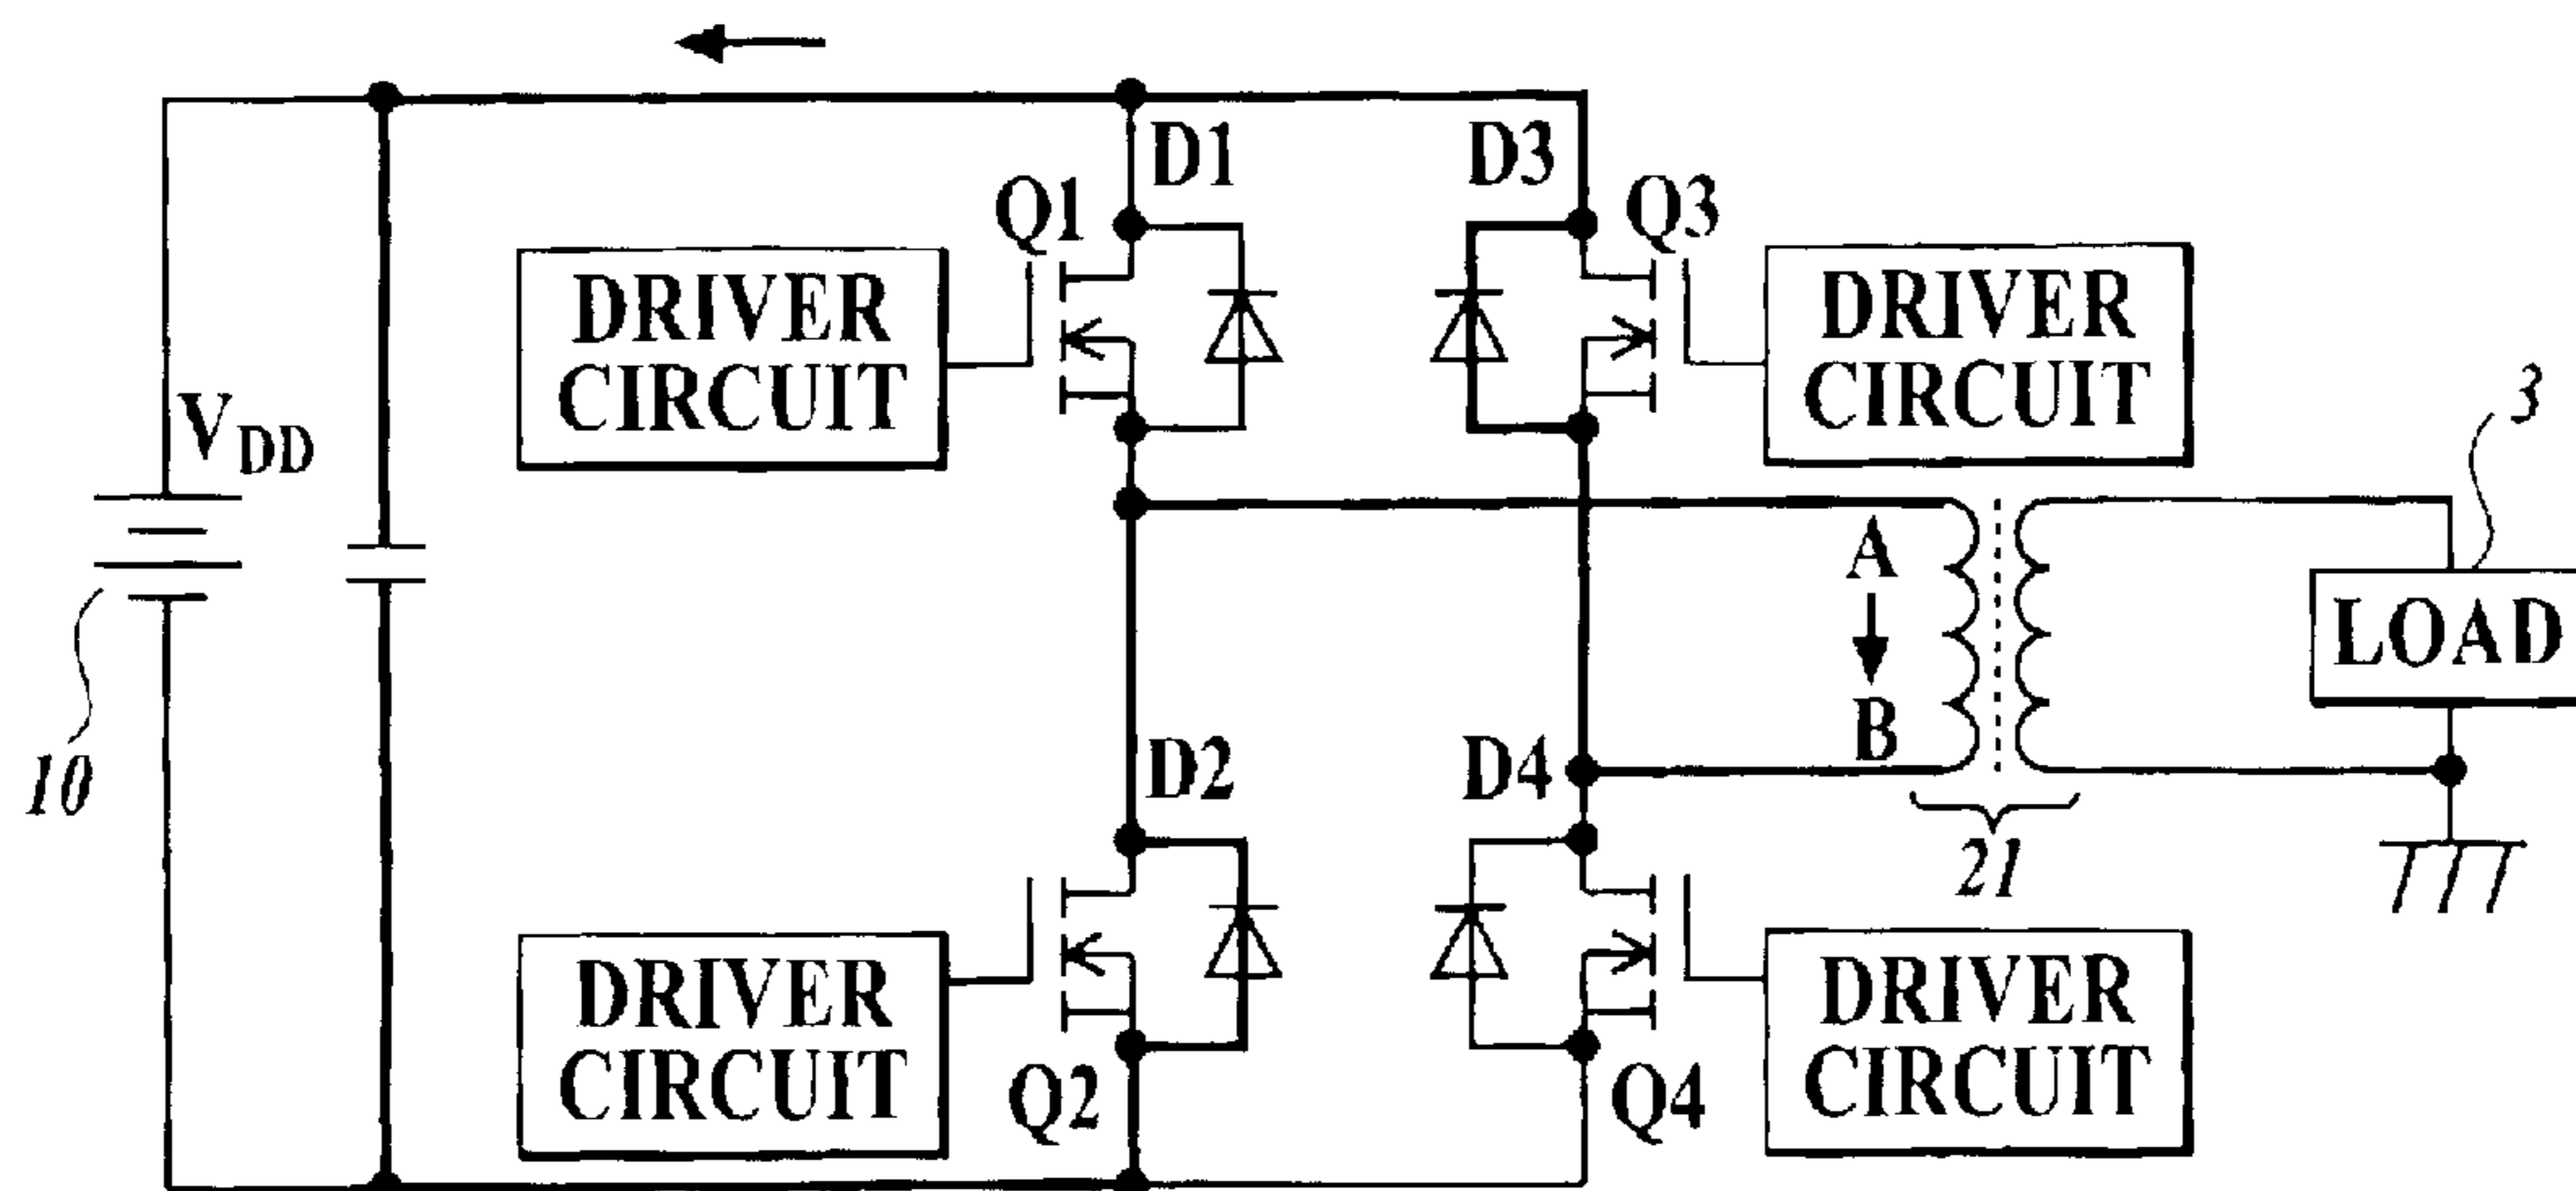 D1
D3
Q1
Q3
DRIVER
CIRCUIT
DRIVER
CIRCUIT
3
VDD
A
LOAD
B
D2
D4
10
21
DRIVER
CIRCUIT
DRIVER
CIRCUIT
Q2
Q4